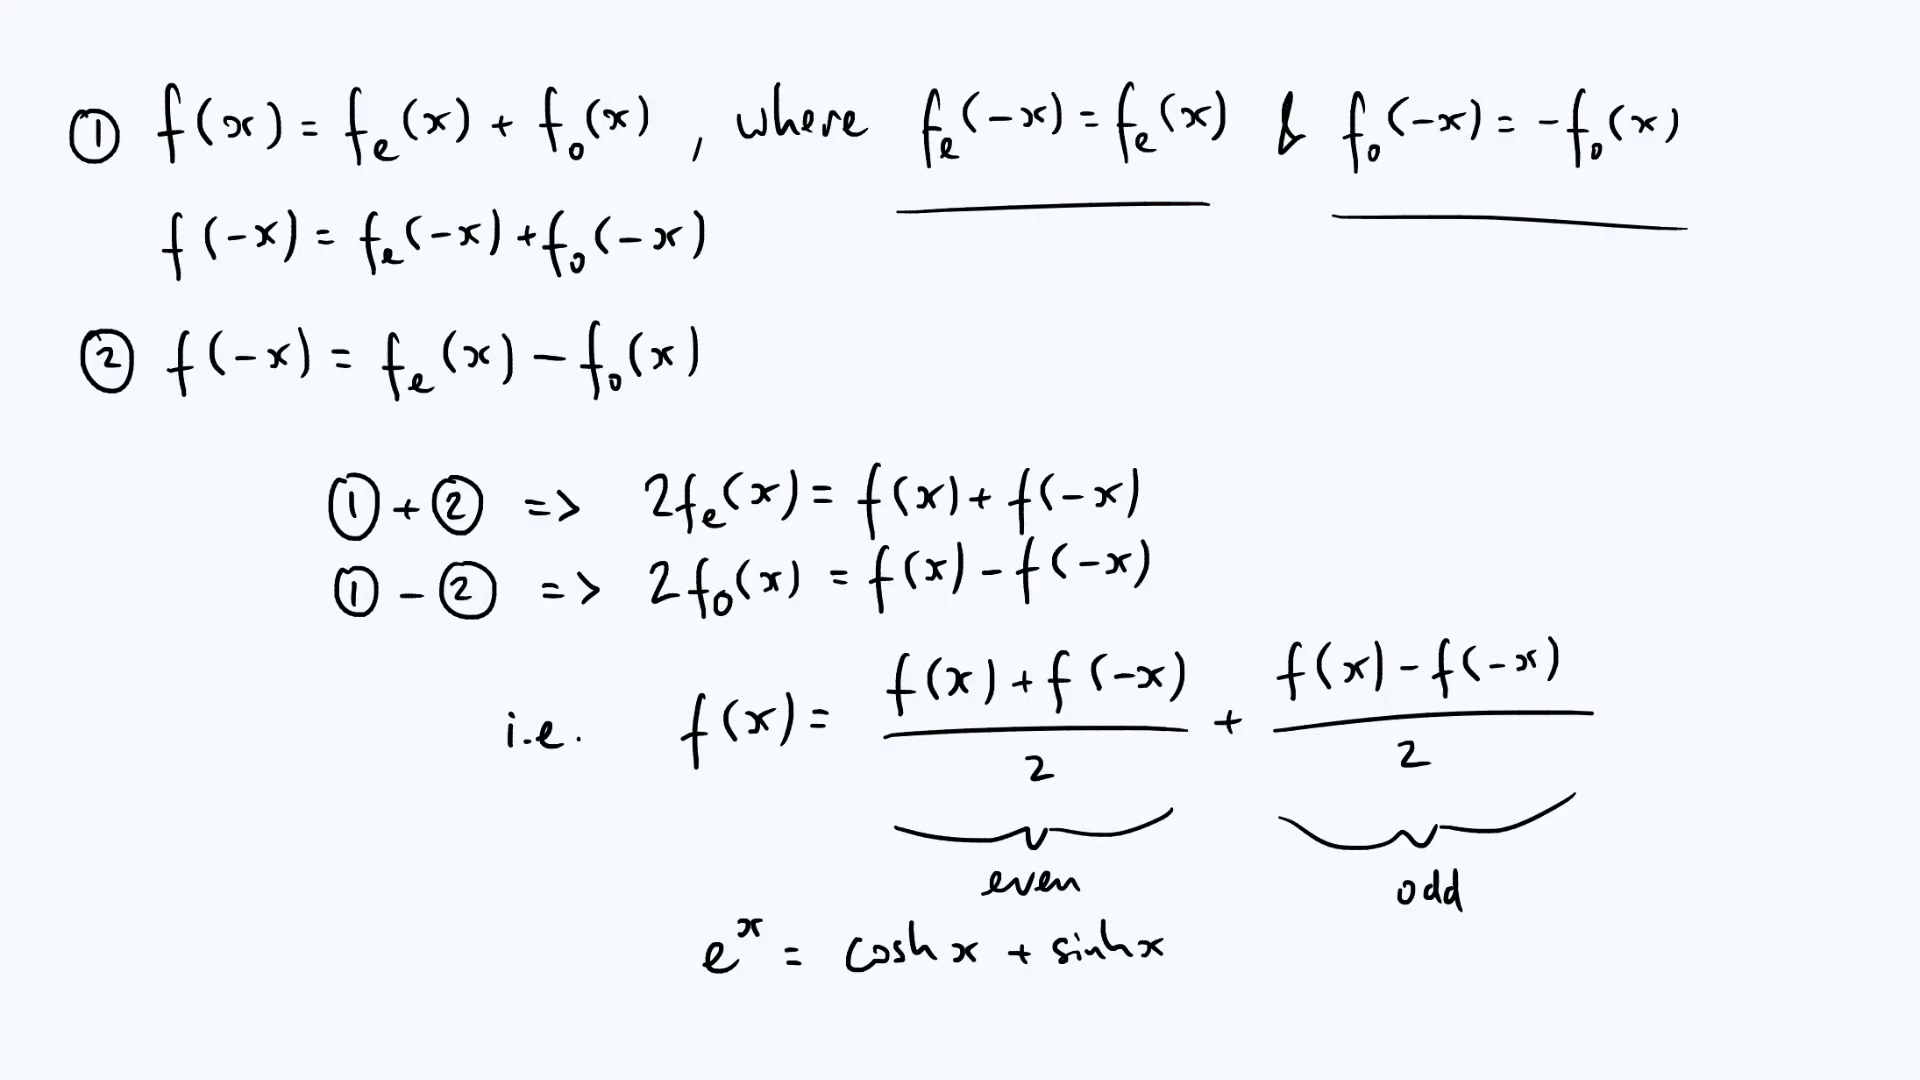 ① f(x) = fₑ(x) + fₒ(x) , where fₑ(-x) = fₑ(x) & fₒ(-x) = -fₒ(x)
f(-x) = fₑ(-x) + fₒ(-x)
② f(-x) = fₑ(x) - fₒ(x)
① + ② => 2fₑ(x) = f(x) + f(-x)
① - ② => 2fₒ(x) = f(x) - f(-x)
i.e. f(x) = (f(x) + f(-x))/2 + (f(x) - f(-x))/2
even odd
eˣ = cosh x + sinh x